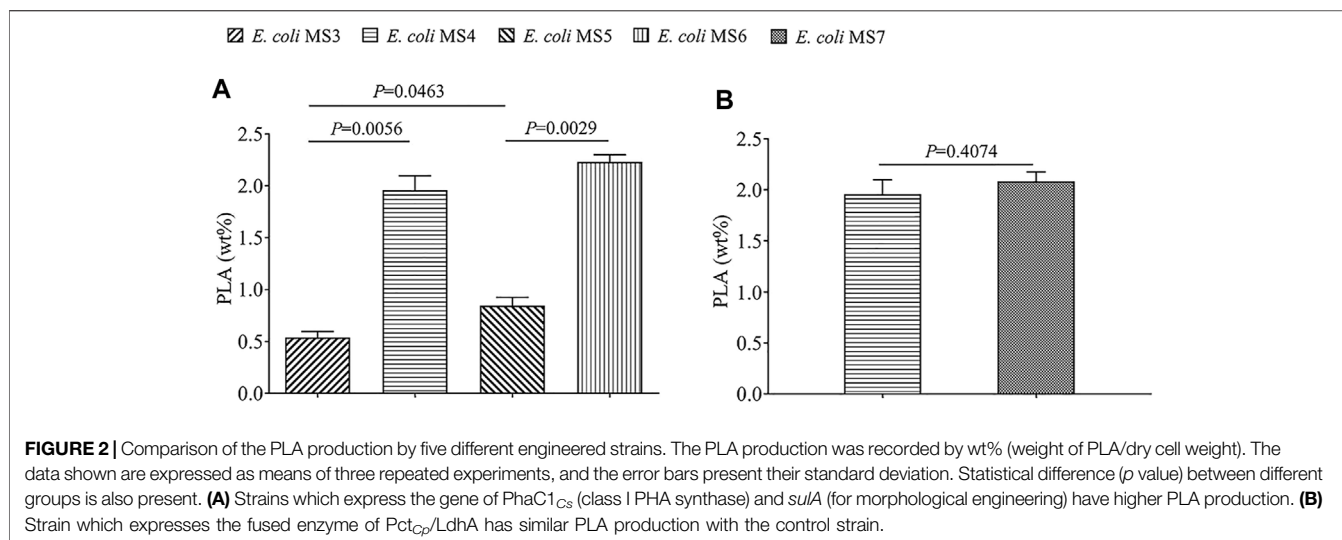 E. coli MS3 E. coli MS4 E. coli MS5 E. coli MS6 E. coli MS7
A
P=0.0463
P=0.0056 P=0.0029
PLA (wt%)
2.5
2.0
1.5
1.0
0.5
0.0
B
P=0.4074
PLA (wt%)
2.5
2.0
1.5
1.0
0.5
0.0
FIGURE 2 | Comparison of the PLA production by five different engineered strains. The PLA production was recorded by wt% (weight of PLA/dry cell weight). The
data shown are expressed as means of three repeated experiments, and the error bars present their standard deviation. Statistical difference (p value) between different
groups is also present. (A) Strains which express the gene of PhaC1Cs (class I PHA synthase) and sulA (for morphological engineering) have higher PLA production. (B)
Strain which expresses the fused enzyme of PctCp/LdhA has similar PLA production with the control strain.